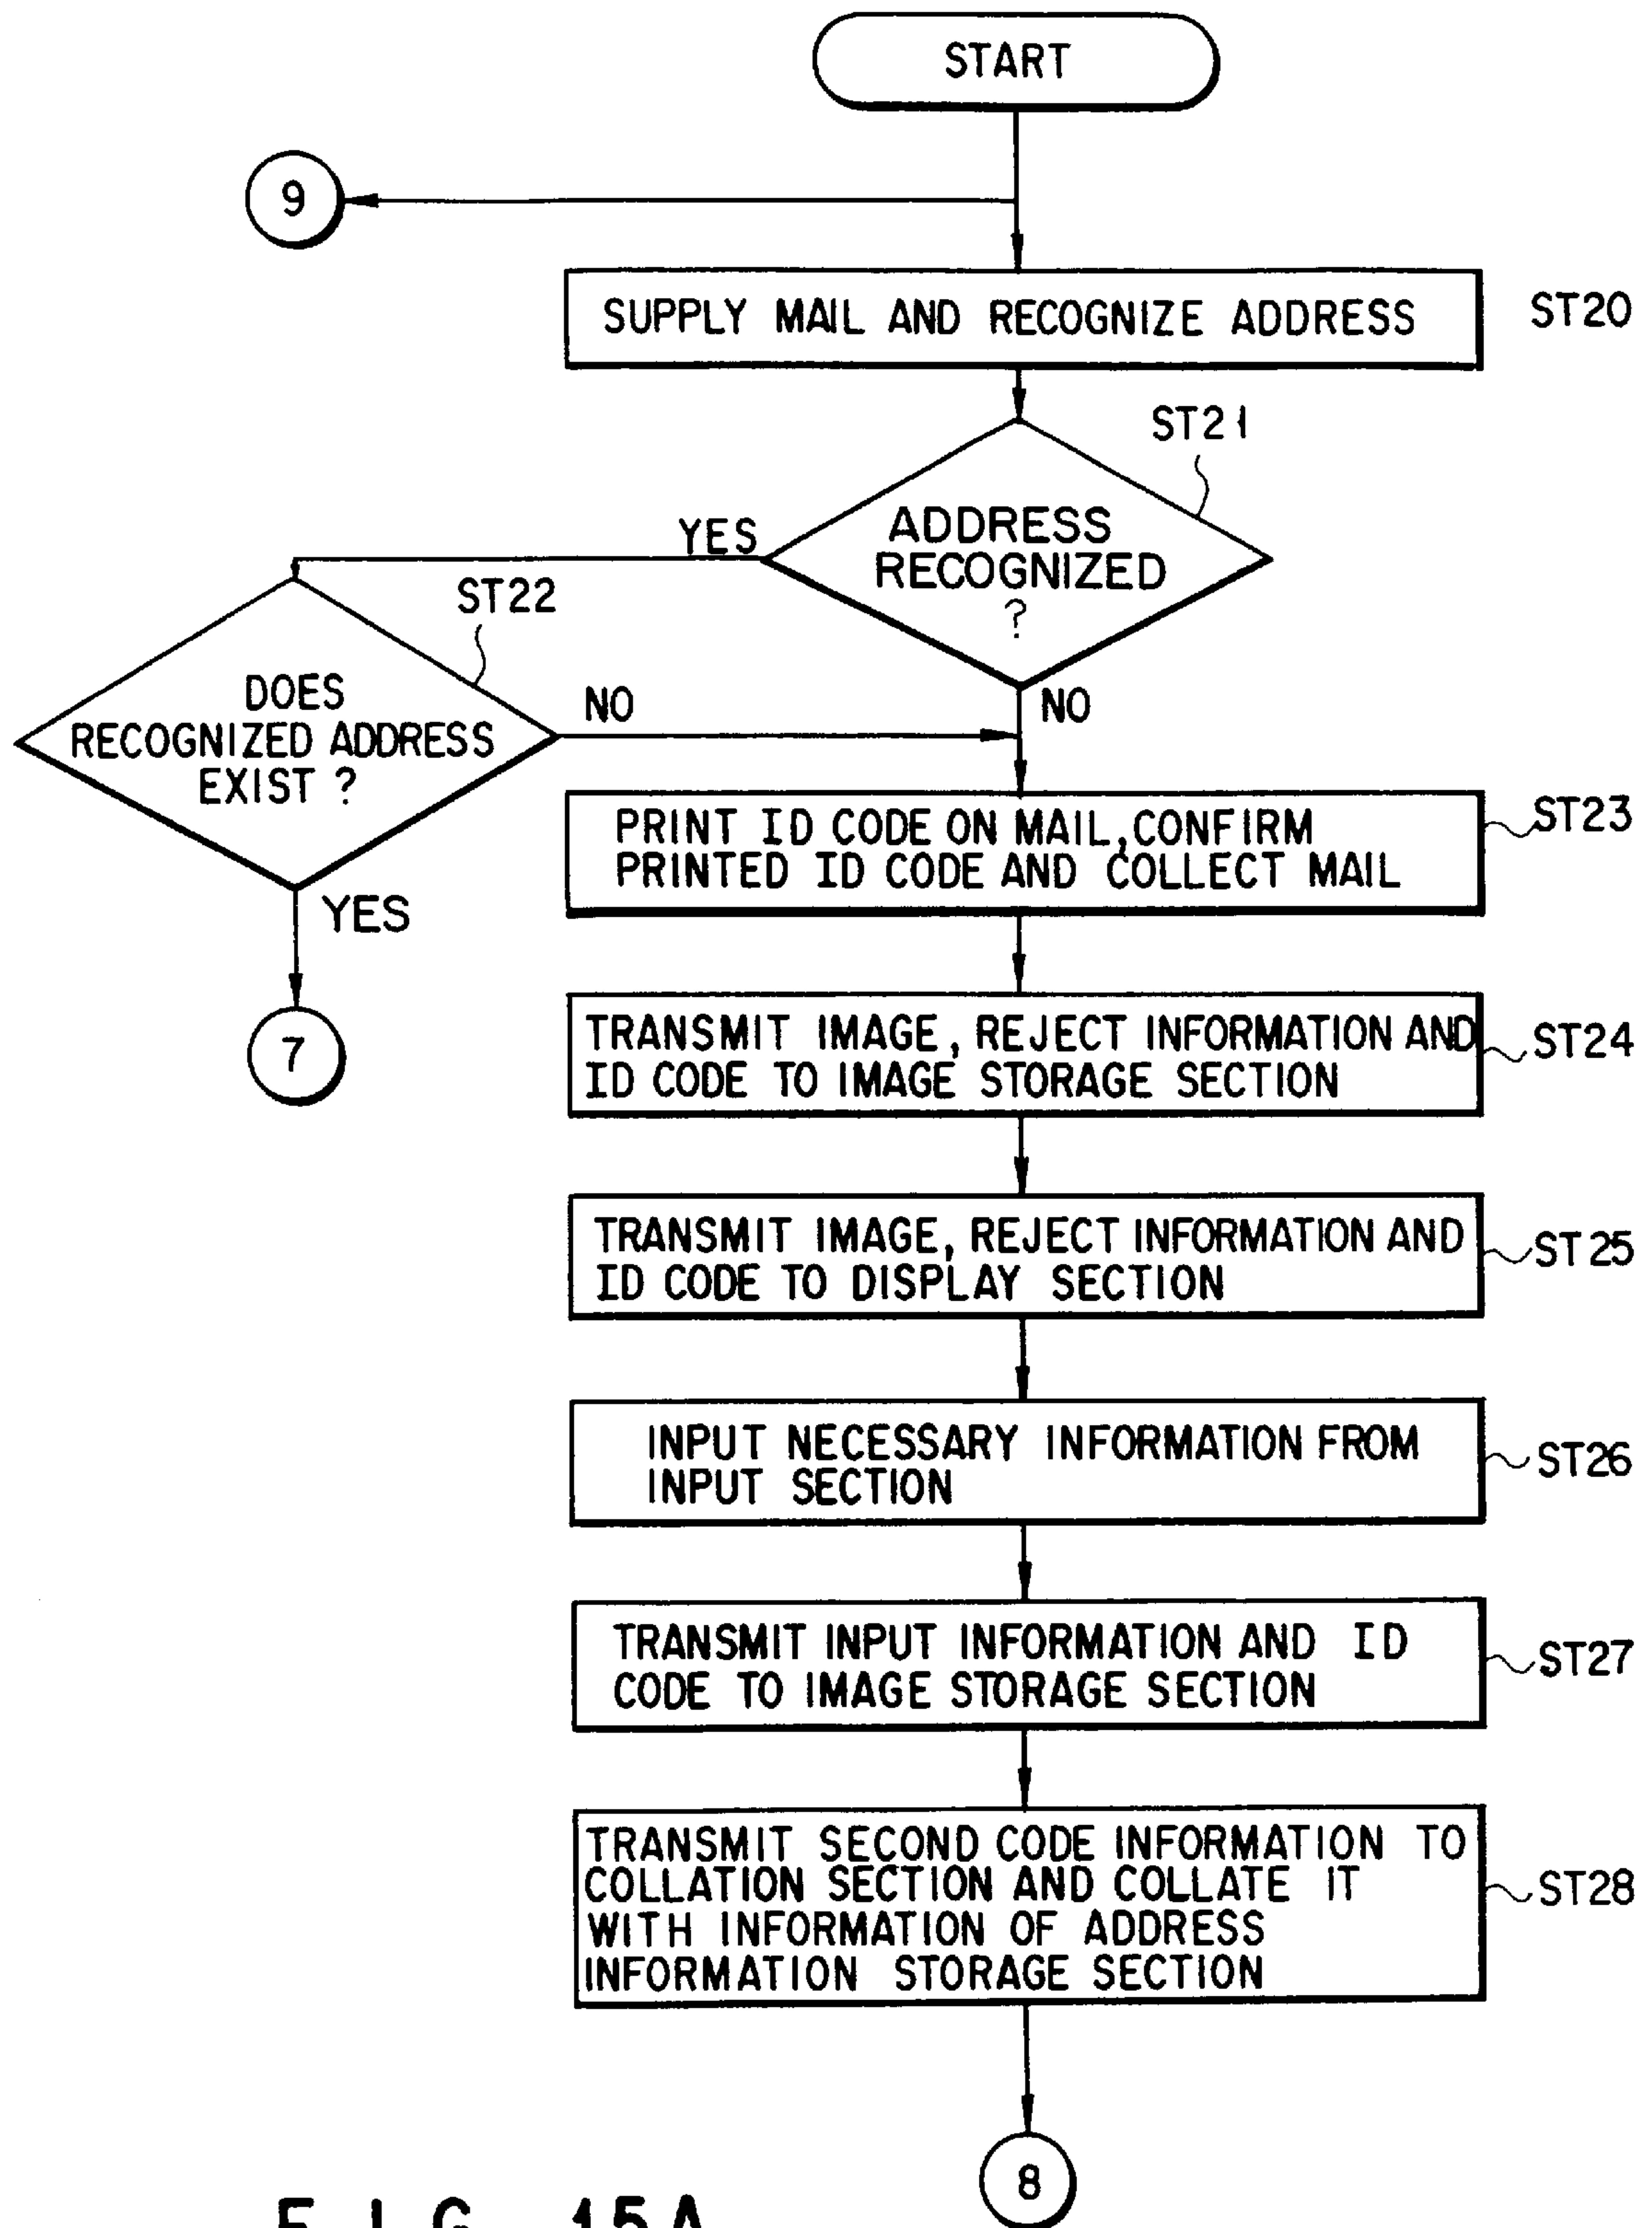 START
9
SUPPLY MAIL AND RECOGNIZE ADDRESS
ST20
ST21
ADDRESS
RECOGNIZED
?
YES
NO
ST22
DOES
RECOGNIZED ADDRESS
EXIST ?
NO
YES
7
PRINT ID CODE ON MAIL, CONFIRM
PRINTED ID CODE AND COLLECT MAIL
ST23
TRANSMIT IMAGE, REJECT INFORMATION AND
ID CODE TO IMAGE STORAGE SECTION
ST24
TRANSMIT IMAGE, REJECT INFORMATION AND
ID CODE TO DISPLAY SECTION
ST25
INPUT NECESSARY INFORMATION FROM
INPUT SECTION
ST26
TRANSMIT INPUT INFORMATION AND ID
CODE TO IMAGE STORAGE SECTION
ST27
TRANSMIT SECOND CODE INFORMATION TO
COLLATION SECTION AND COLLATE IT
WITH INFORMATION OF ADDRESS
INFORMATION STORAGE SECTION
ST28
8
FIG. 15A